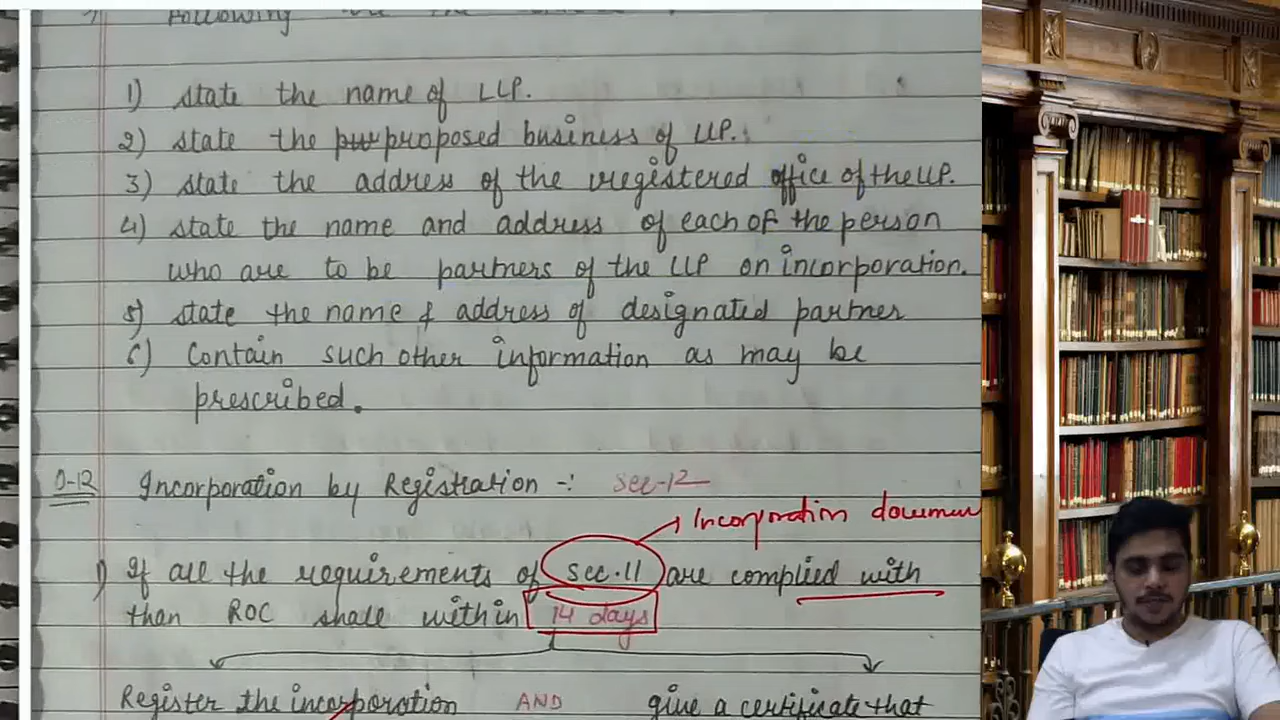 Following
1) state the name of LLP.
2) state the proposed business of LLP.
3) state the address of the registered office of the LLP.
4) state the name and address of each of the person
who are to be partners of the LLP on incorporation.
5) state the name & address of designated partner
6) Contain such other information as may be
prescribed.
Q-12 Incorporation by Registration -: sec-12
Incorporation documen
1) If all the requirements of sec.11 are complied with
than ROC shall within 14 days
Register the incorporation AND give a certificate that